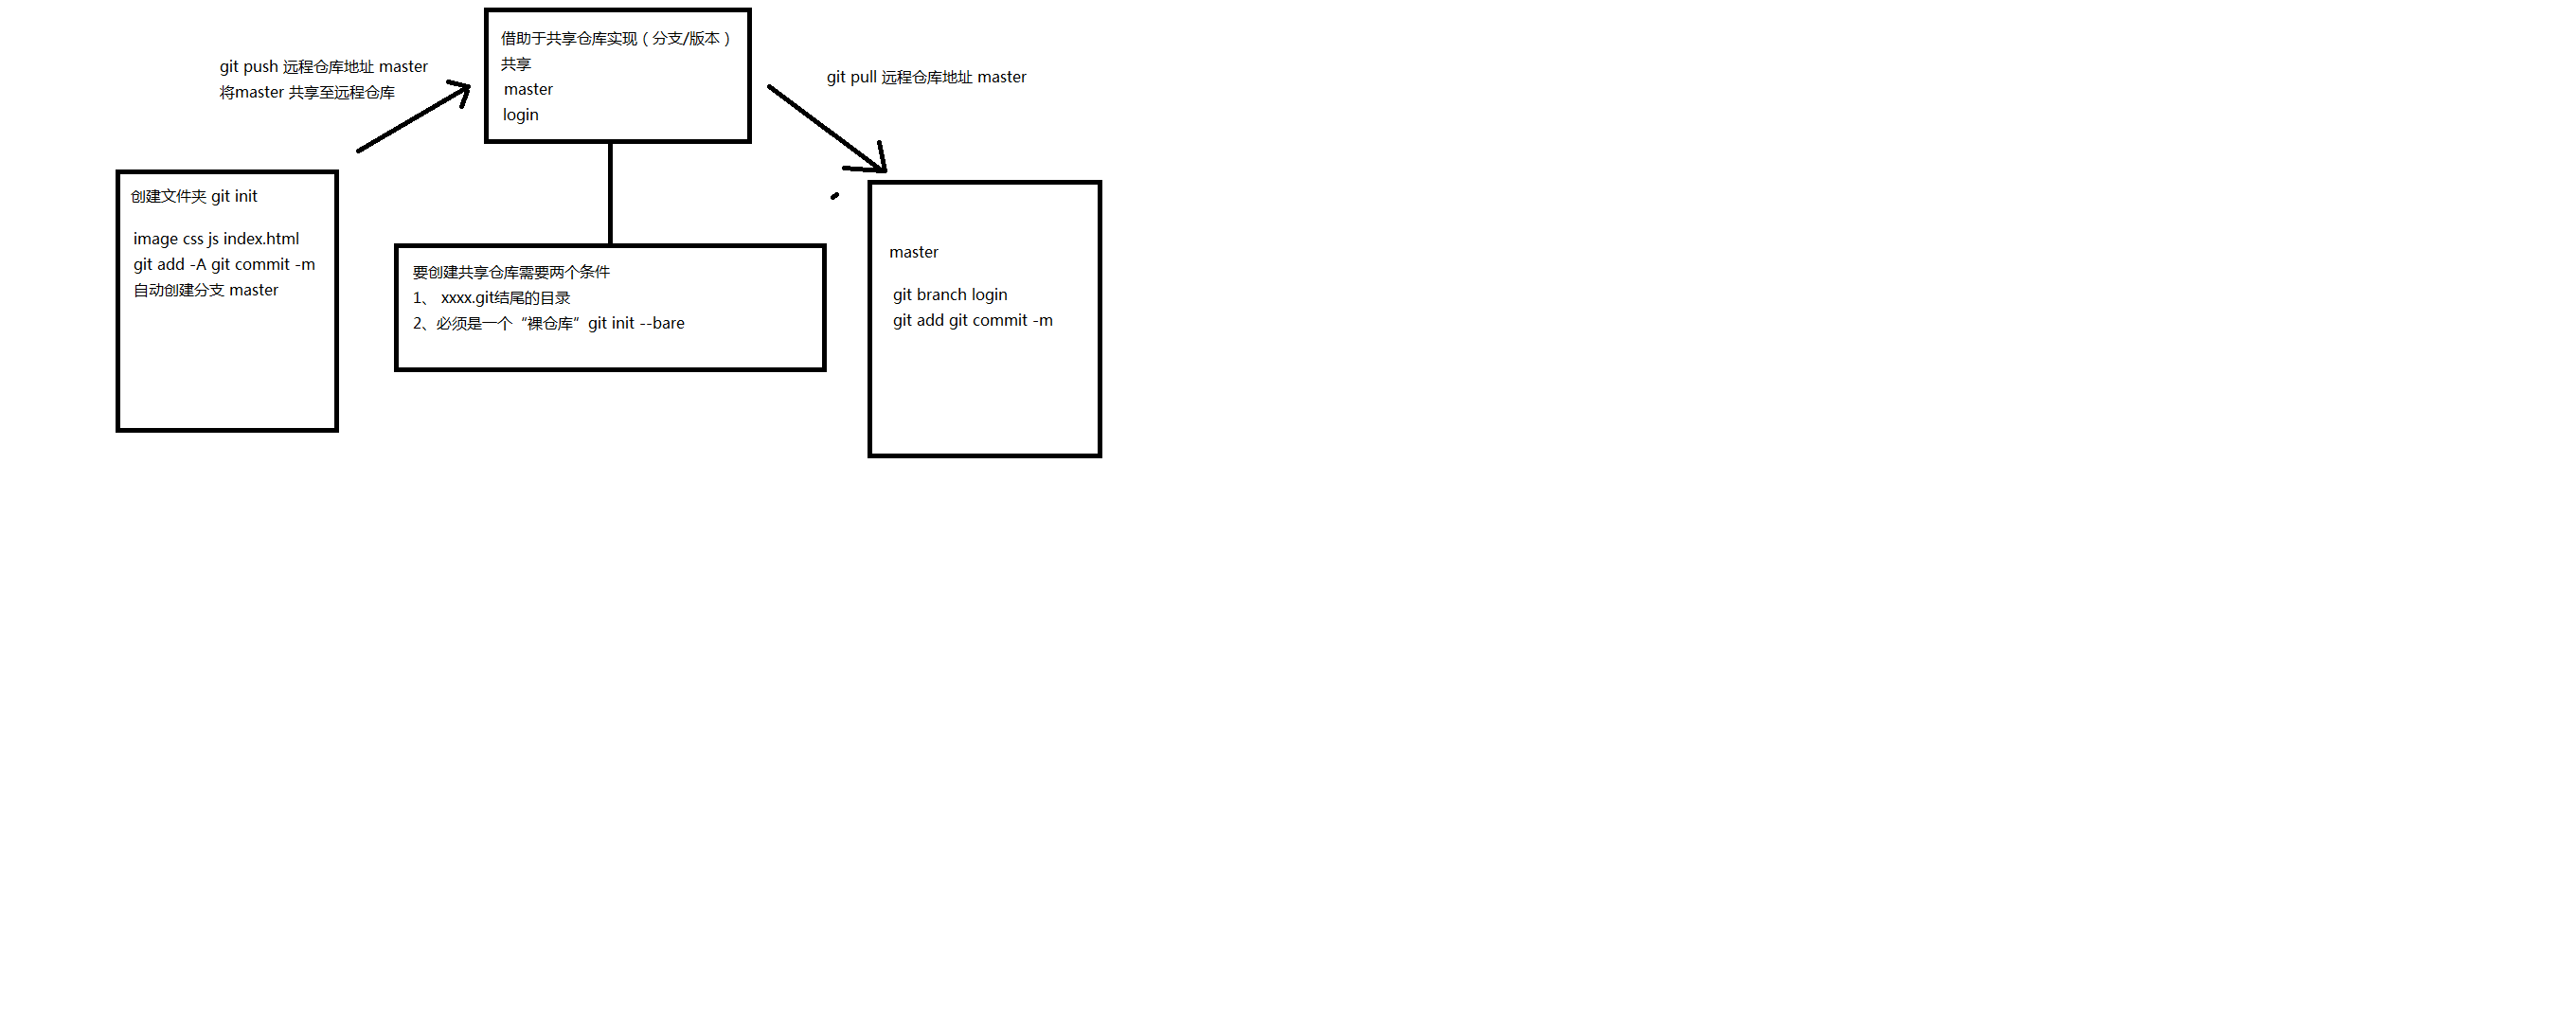 git push 远程仓库地址 master
将master 共享至远程仓库
借助于共享仓库实现（分支/版本）
共享
master
login
git pull 远程仓库地址 master
创建文件夹 git init
image css js index.html
git add -A git commit -m
自动创建分支 master
要创建共享仓库需要两个条件
1、 xxxx.git结尾的目录
2、必须是一个“裸仓库”git init --bare
master
git branch login
git add git commit -m